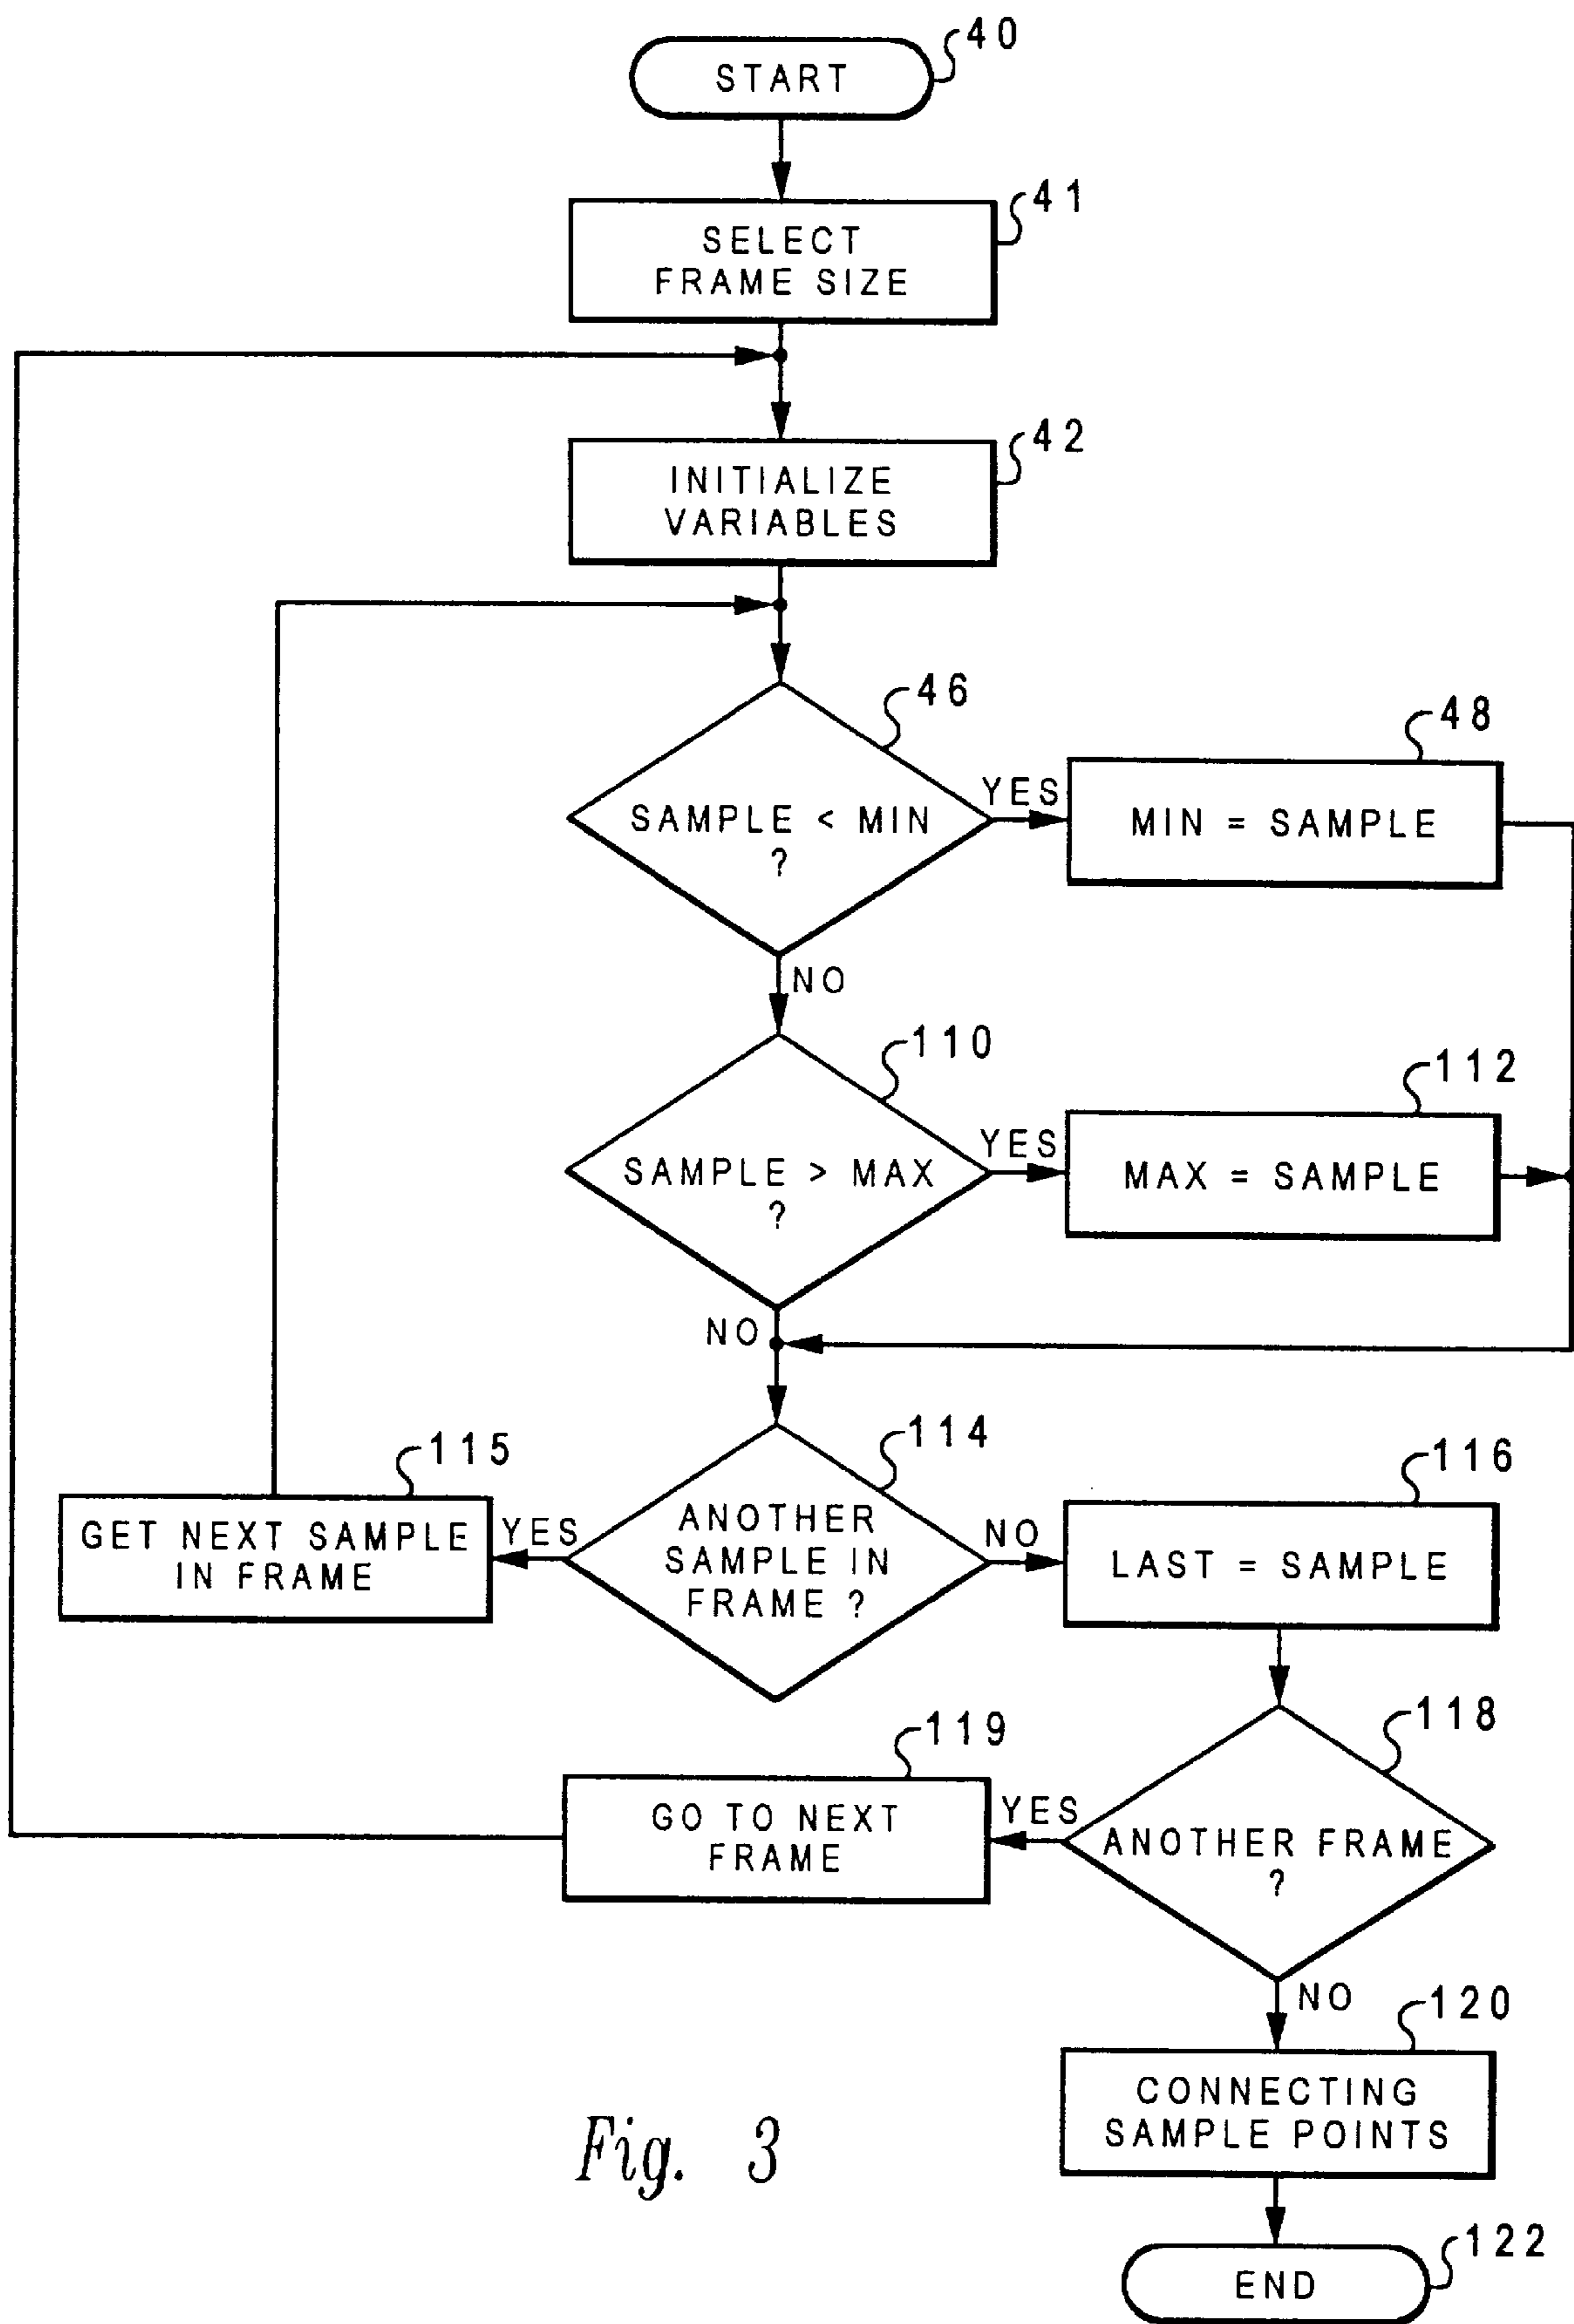 40
START
41
SELECT
FRAME SIZE
42
INITIALIZE
VARIABLES
46
SAMPLE < MIN
?
YES
48
MIN = SAMPLE
NO
110
SAMPLE > MAX
?
YES
112
MAX = SAMPLE
NO
114
ANOTHER
SAMPLE IN
FRAME ?
YES
115
GET NEXT SAMPLE
IN FRAME
NO
116
LAST = SAMPLE
118
ANOTHER FRAME
?
YES
119
GO TO NEXT
FRAME
NO
120
CONNECTING
SAMPLE POINTS
122
END
Fig. 3